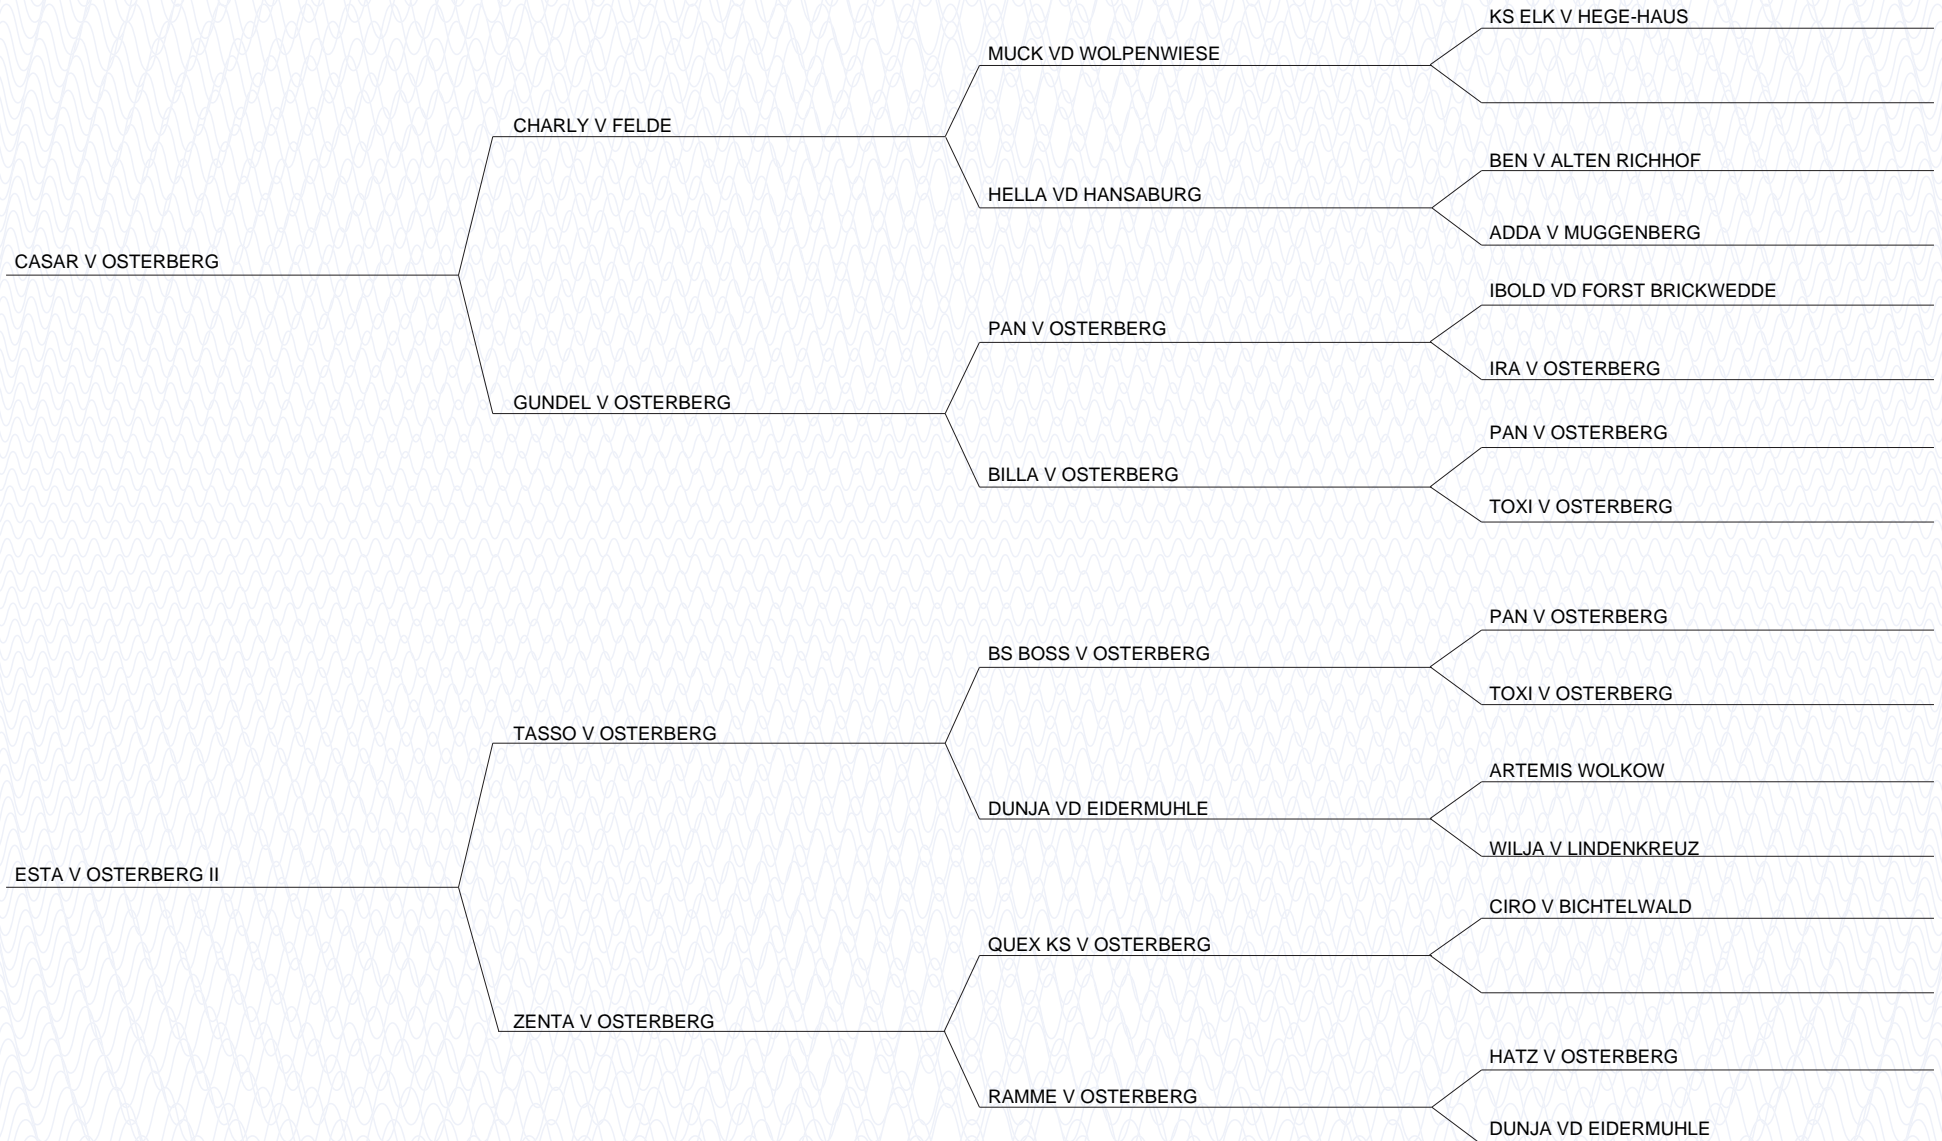 KS ELK V HEGE-HAUS
MUCK VD WOLPENWIESE
CHARLY V FELDE
BEN V ALTEN RICHHOF
HELLA VD HANSABURG
ADDA V MUGGENBERG
CASAR V OSTERBERG
IBOLD VD FORST BRICKWEDDE
PAN V OSTERBERG
IRA V OSTERBERG
GUNDEL V OSTERBERG
PAN V OSTERBERG
BILLA V OSTERBERG
TOXI V OSTERBERG
PAN V OSTERBERG
BS BOSS V OSTERBERG
TOXI V OSTERBERG
TASSO V OSTERBERG
ARTEMIS WOLKOW
DUNJA VD EIDERMUHLE
WILJA V LINDENKREUZ
ESTA V OSTERBERG II
CIRO V BICHTELWALD
QUEX KS V OSTERBERG
ZENTA V OSTERBERG
HATZ V OSTERBERG
RAMME V OSTERBERG
DUNJA VD EIDERMUHLE